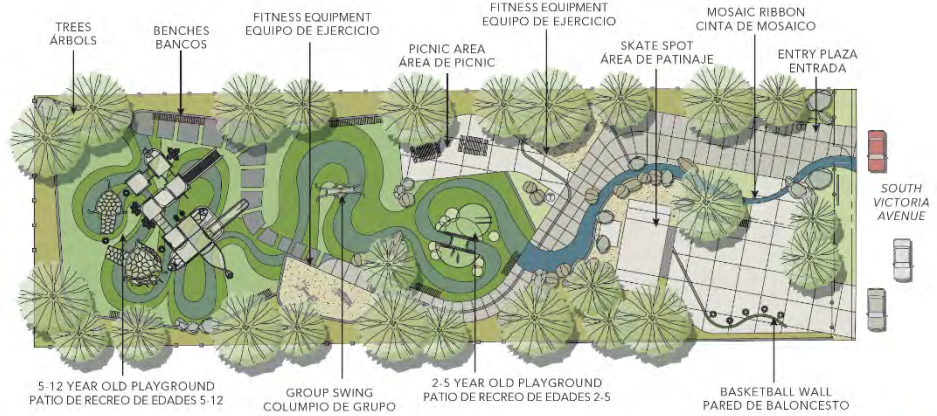 TREES
ÁRBOLS
BENCHES
BANCOS
FITNESS EQUIPMENT
EQUIPO DE EJERCICIO
PICNIC AREA
ÁREA DE PICNIC
FITNESS EQUIPMENT
EQUIPO DE EJERCICIO
SKATE SPOT
ÁREA DE PATINAJE
MOSAIC RIBBON
CINTA DE MOSAICO
ENTRY PLAZA
ENTRADA
SOUTH
VICTORIA
AVENUE
5-12 YEAR OLD PLAYGROUND
PATIO DE RECREO DE EDADES 5-12
GROUP SWING
COLUMPIO DE GRUPO
2-5 YEAR OLD PLAYGROUND
PATIO DE RECREO DE EDADES 2-5
BASKETBALL WALL
PARED DE BALONCESTO